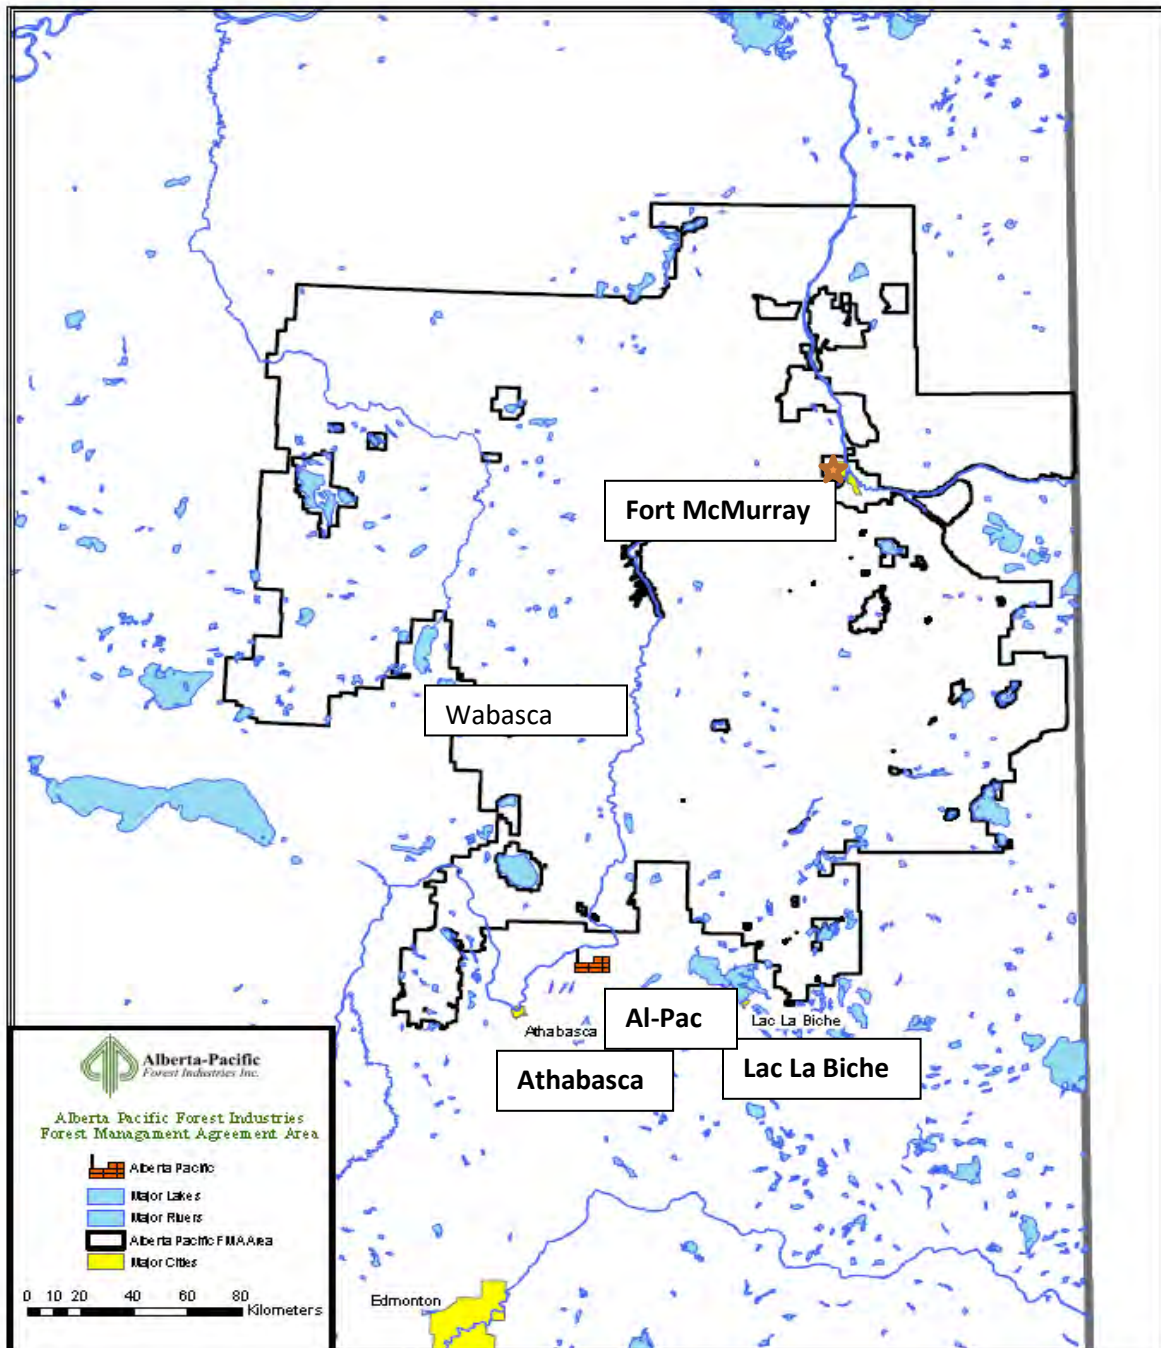 Fort McMurray
Wabasca
Al-Pac
Athabasca
Lac La Biche
Athabasca
Lac La Biche
Alberta-Pacific
Forest Industries Inc.
Alberta Pacific Forest Industries
Forest Managament Agreement Area
Alberta Pacific
Major Lakes
Major Rivers
Alberta Pacific FMA Area
Major Cities
0 10 20 40 60 80
Kilometers
Edmonton